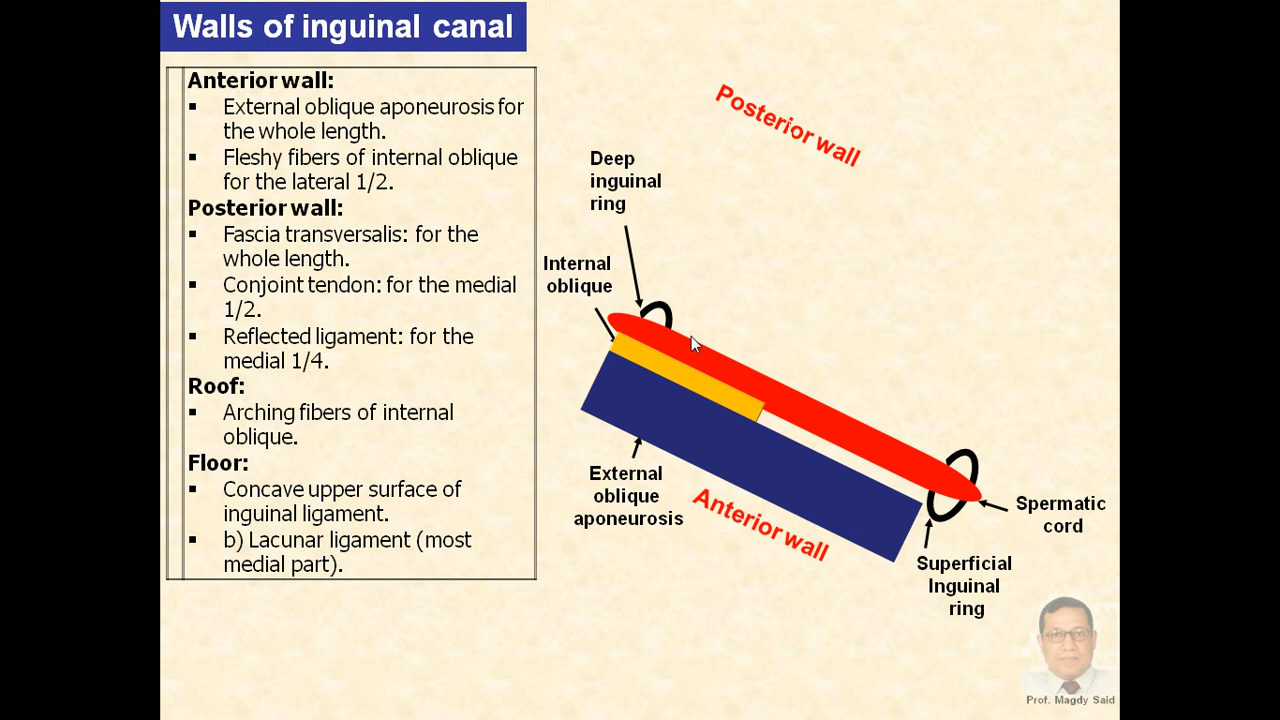 Walls of inguinal canal
Anterior wall:
▪ External oblique aponeurosis for
the whole length.
▪ Fleshy fibers of internal oblique
for the lateral 1/2.
Posterior wall:
▪ Fascia transversalis: for the
whole length.
▪ Conjoint tendon: for the medial
1/2.
▪ Reflected ligament: for the
medial 1/4.
Roof:
▪ Arching fibers of internal
oblique.
Floor:
▪ Concave upper surface of
inguinal ligament.
▪ b) Lacunar ligament (most
medial part).
Posterior wall
Deep
inguinal
ring
Internal
oblique
External
oblique
aponeurosis
Anterior wall
Spermatic
cord
Superficial
Inguinal
ring
Prof. Magdy Said